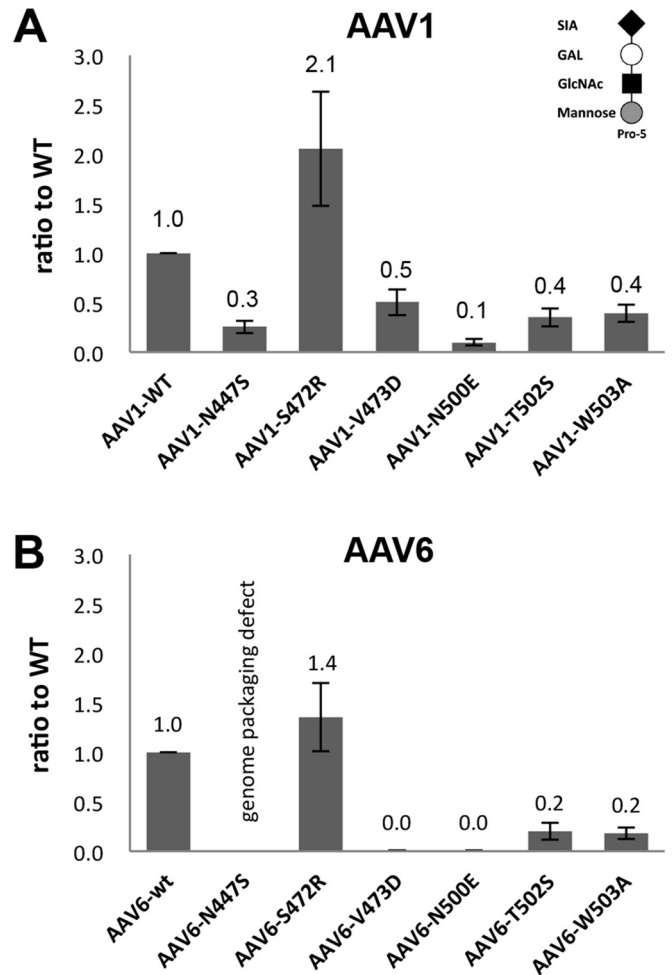 A
AAV1
SIA
GAL
GlcNAc
Mannose
Pro-5
ratio to WT
3.0
2.5
2.0
1.5
1.0
0.5
0.0
1.0
0.3
2.1
0.5
0.1
0.4
0.4
AAV1-WT
AAV1-N447S
AAV1-S472R
AAV1-V473D
AAV1-N500E
AAV1-T502S
AAV1-W503A
B
AAV6
ratio to WT
3.0
2.5
2.0
1.5
1.0
0.5
0.0
1.0
genome packaging defect
1.4
0.0
0.0
0.2
0.2
AAV6-wt
AAV6-N447S
AAV6-S472R
AAV6-V473D
AAV6-N500E
AAV6-T502S
AAV6-W503A